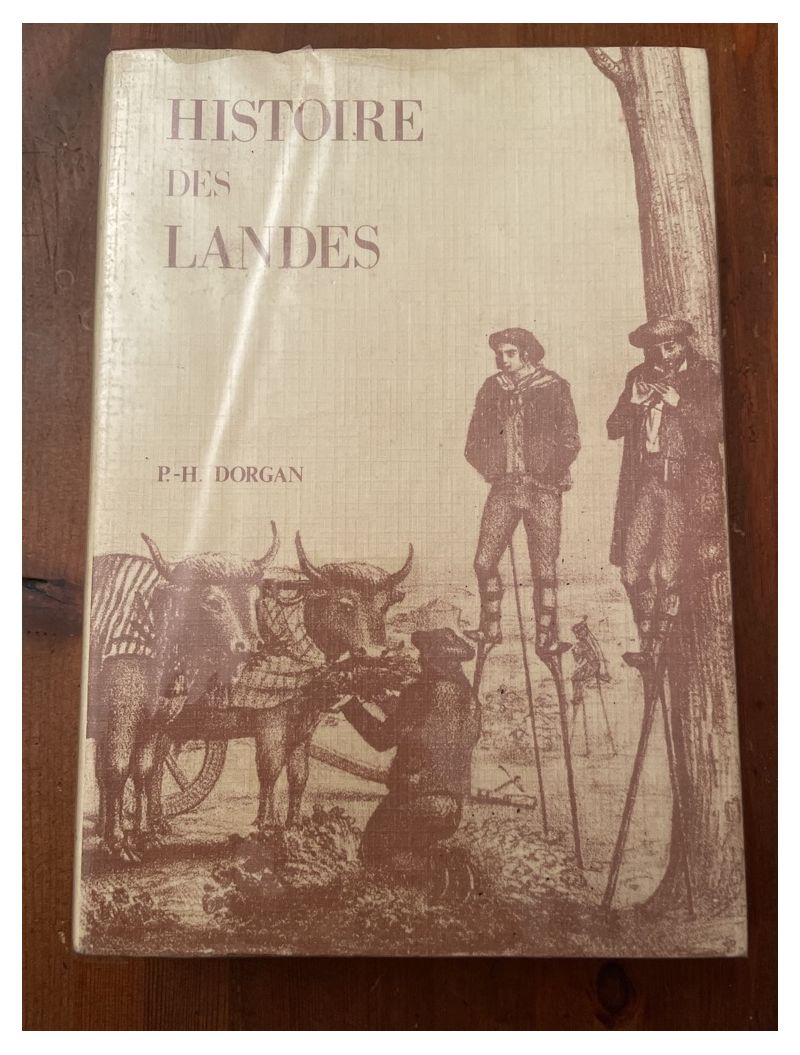 HISTOIRE
DES
LANDES
P.-H. DORGAN